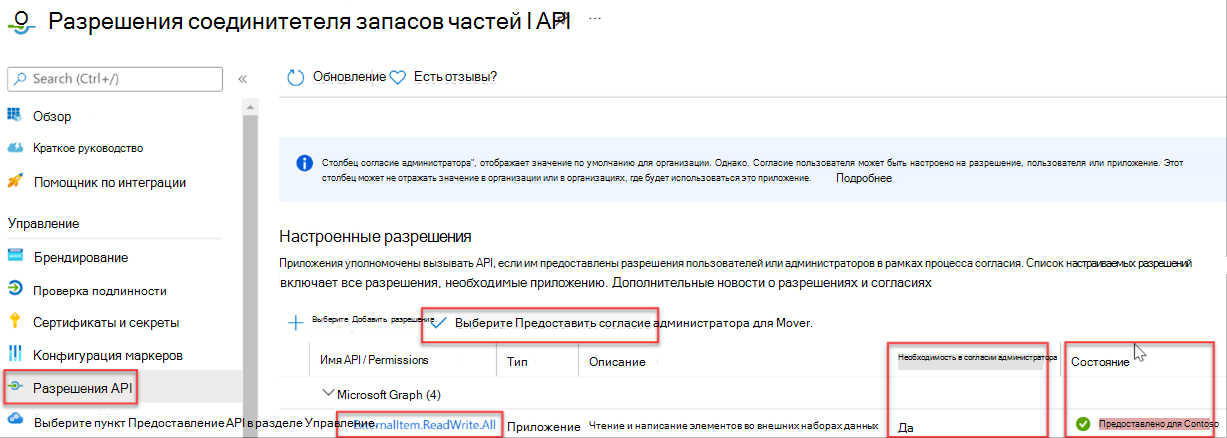 Разрешения соединитетеля запасов частей | API
Search (Ctrl+/)
«
Обновление
Есть отзывы?
Обзор
Краткое руководство
Помощник по интеграции
Управление
Брендирование
Проверка подлинности
Сертификаты и секреты
Конфигурация маркеров
Разрешения API
Выберите пункт Предоставление API в разделе Управление
Столбец согласие администратора", отображает значение по умолчанию для организации. Однако. Согласие пользователя может быть настроено на разрешение, пользователя или приложение. Этот
столбец может не отражать значение в организации или в организациях, где будет использоваться это приложение. Подробнее
Настроенные разрешения
Приложения уполномочены вызывать API, если им предоставлены разрешения пользователей или администраторов в рамках процесса согласия. Список настраиваемых разрешений
включает все разрешения, необходимые приложению. Дополнительные новости о разрешениях и согласиях
Выберите Добавить разрешение.
Выберите Предоставить согласие администратора для Mover.
Имя API / Permissions
Тип
Описание
Необходимость в согласии администратора
Состояние
Microsoft Graph (4)
ExternalItem.ReadWrite.All
Приложение
Чтение и написание элементов во внешних наборах данных
Да
Предоставлено для Contoso